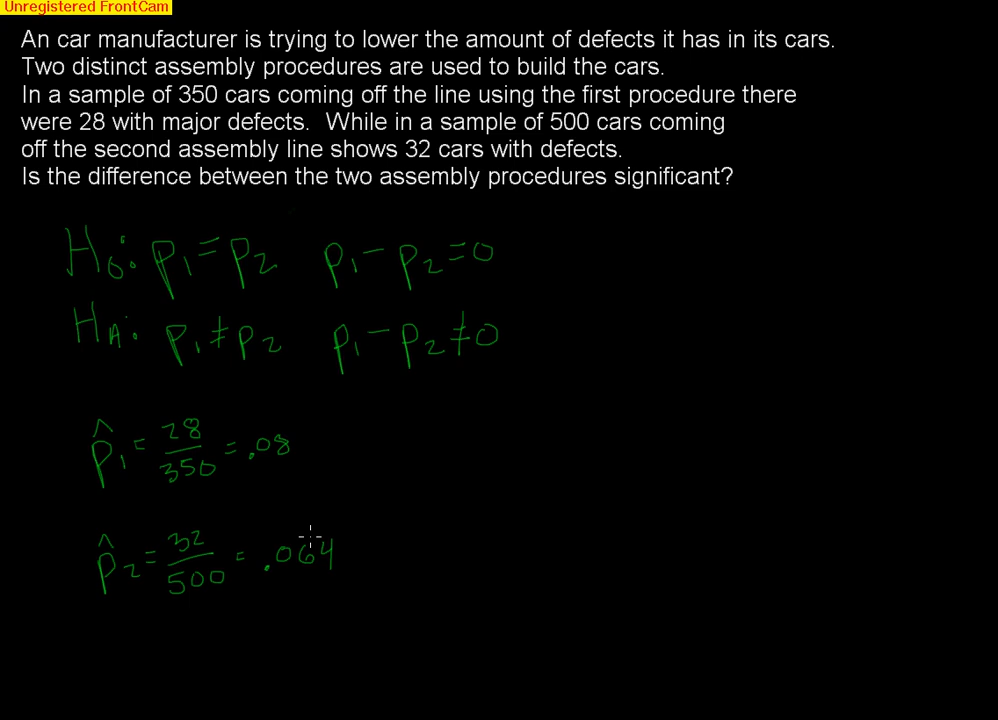 Unregistered FrontCam
An car manufacturer is trying to lower the amount of defects it has in its cars.
Two distinct assembly procedures are used to build the cars.
In a sample of 350 cars coming off the line using the first procedure there
were 28 with major defects. While in a sample of 500 cars coming
off the second assembly line shows 32 cars with defects.
Is the difference between the two assembly procedures significant?
H₀: p₁ = p₂ p₁ − p₂ = 0
H_A: p₁ ≠ p₂ p₁ − p₂ ≠ 0
p̂₁ = 28/350 = .08
p̂₂ = 32/500 = .064